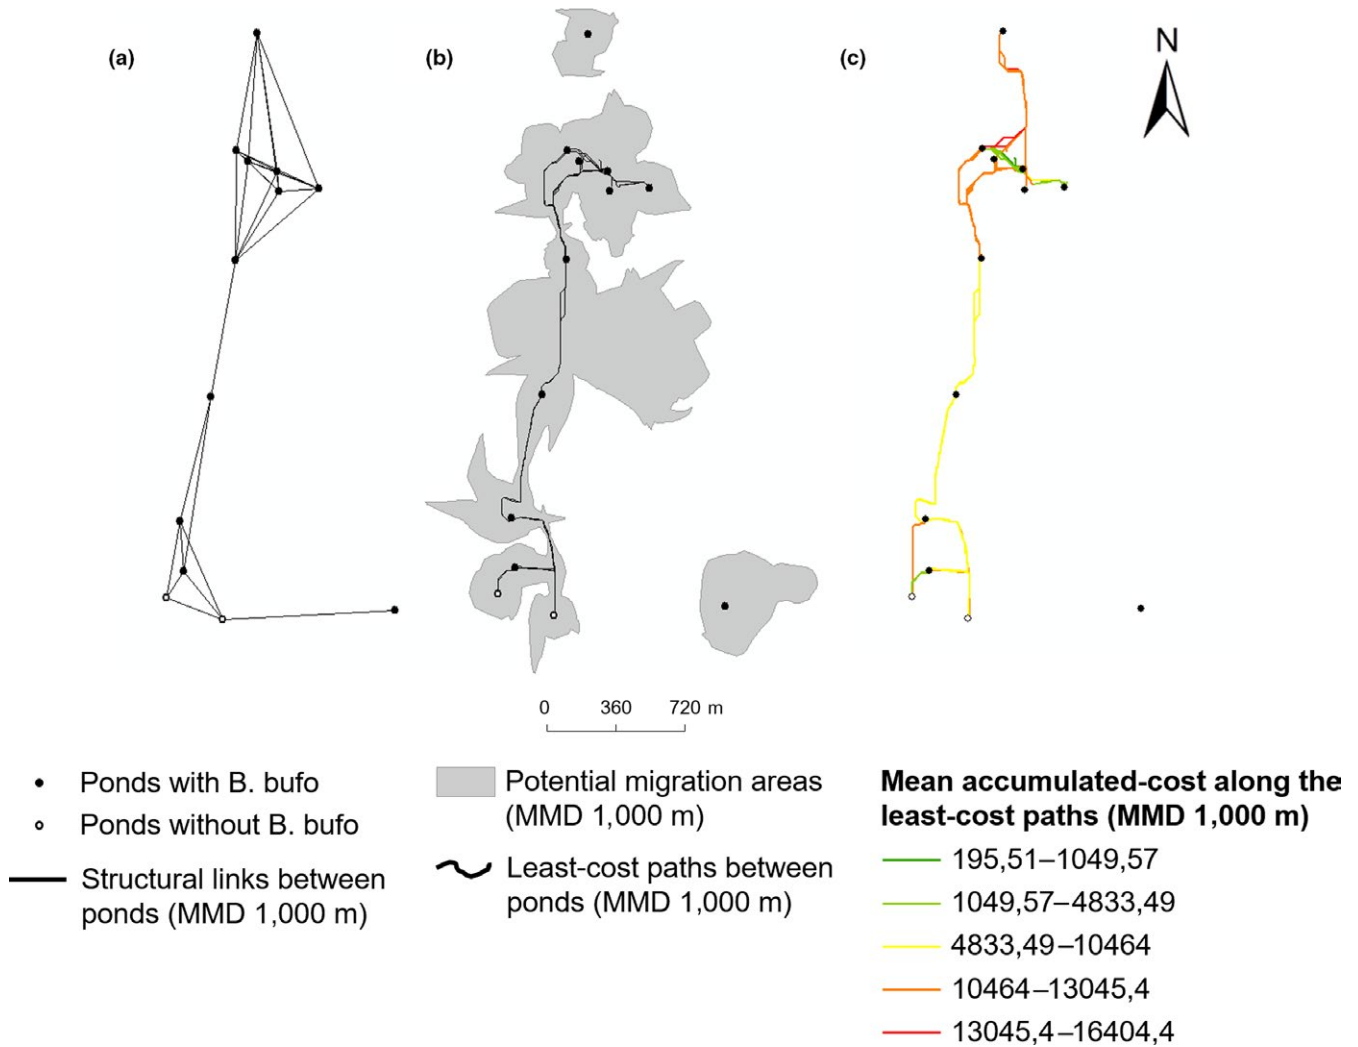 (a)
(b)
(c)
N
0 360 720 m
Ponds with B. bufo
Ponds without B. bufo
Structural links between
ponds (MMD 1,000 m)
Potential migration areas
(MMD 1,000 m)
Least-cost paths between
ponds (MMD 1,000 m)
Mean accumulated-cost along the
least-cost paths (MMD 1,000 m)
195,51–1049,57
1049,57–4833,49
4833,49–10464
10464–13045,4
13045,4–16404,4